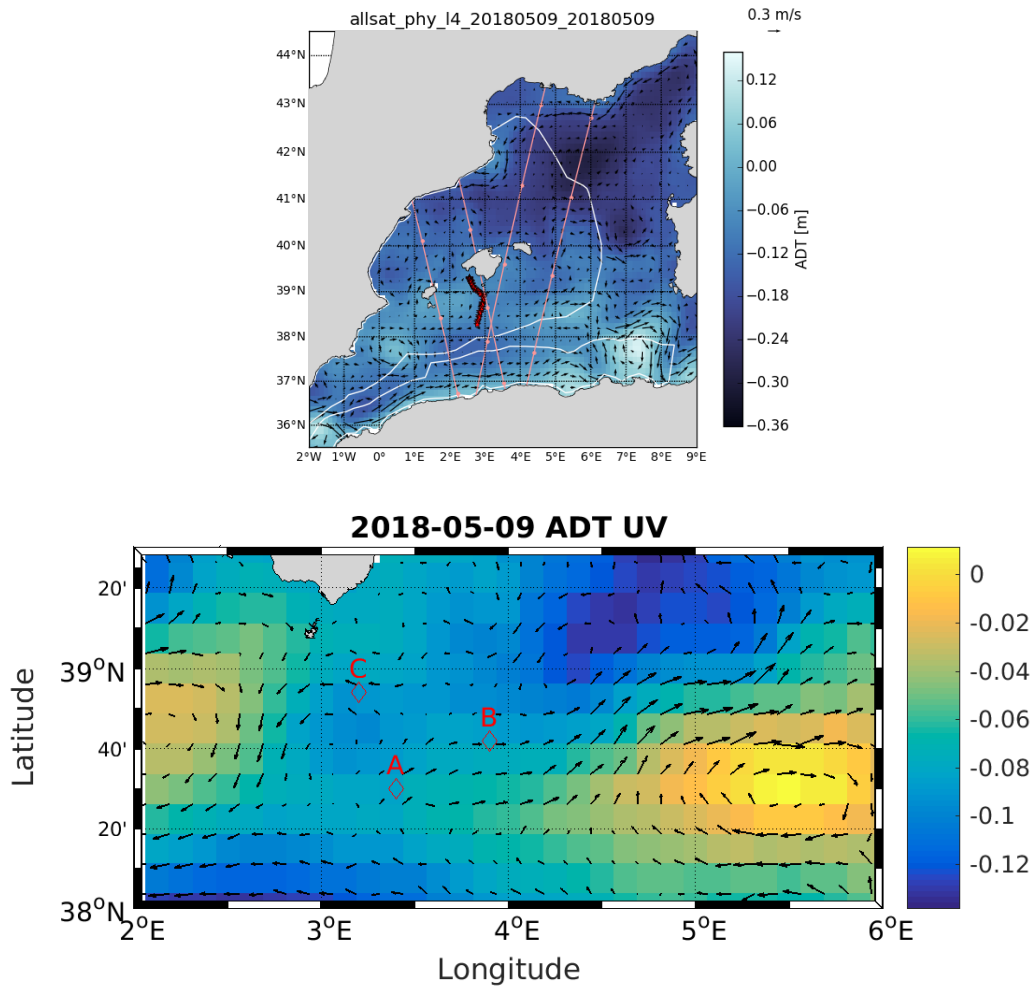 allsat_phy_l4_20180509_20180509
0.3 m/s
44°N
43°N
42°N
41°N
40°N
39°N
38°N
37°N
36°N
2°W 1°W 0° 1°E 2°E 3°E 4°E 5°E 6°E 7°E 8°E 9°E
0.12
0.06
0.00
−0.06
−0.12
−0.18
−0.24
−0.30
−0.36
ADT [m]
2018-05-09 ADT UV
20'
39°N
40'
20'
38°N
Latitude
C
B
A
2°E 3°E 4°E 5°E 6°E
Longitude
0
-0.02
-0.04
-0.06
-0.08
-0.1
-0.12